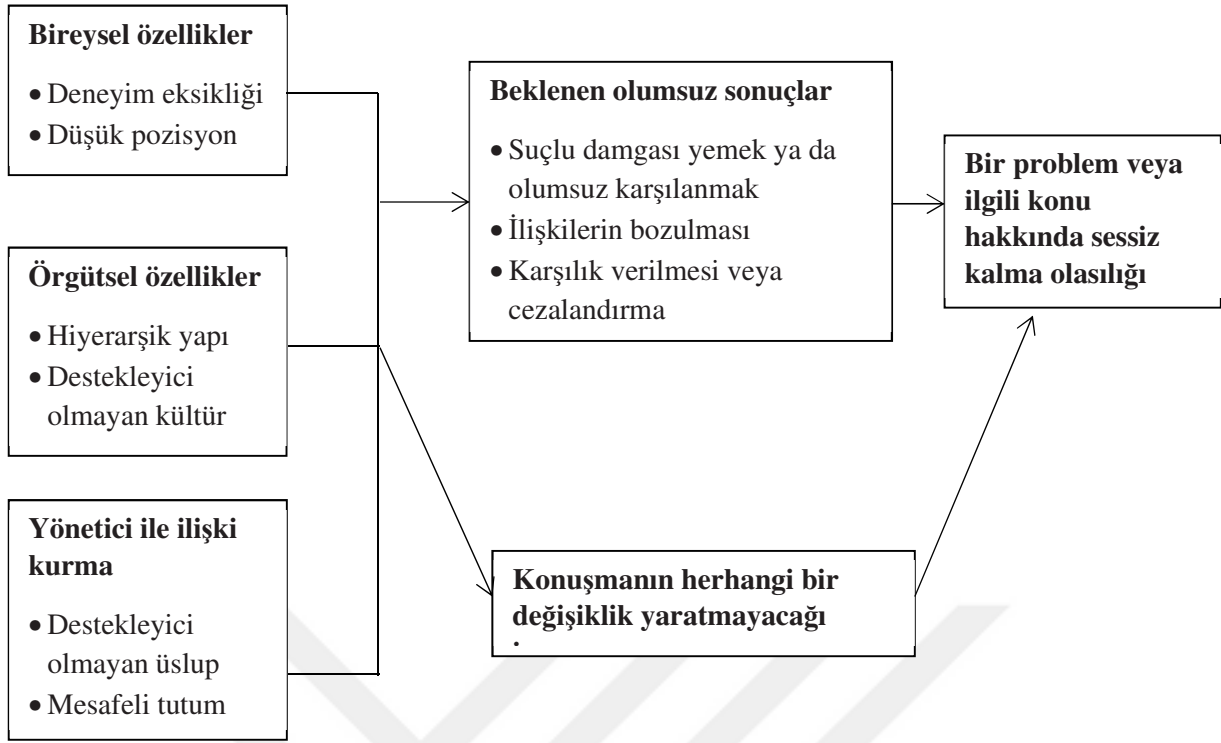 Bireysel özellikler
• Deneyim eksikliği
• Düşük pozisyon
Örgütsel özellikler
• Hiyerarşik yapı
• Destekleyici
olmayan kültür
Yönetici ile ilişki
kurma
• Destekleyici
olmayan üslup
• Mesafeli tutum
Beklenen olumsuz sonuçlar
• Suçlu damgası yemek ya da
olumsuz karşılanmak
• İlişkilerin bozulması
• Karşılık verilmesi veya
cezalandırma
Konuşmanın herhangi bir
değişiklik yaratmayacağı
Bir problem veya
ilgili konu
hakkında sessiz
kalma olasılığı